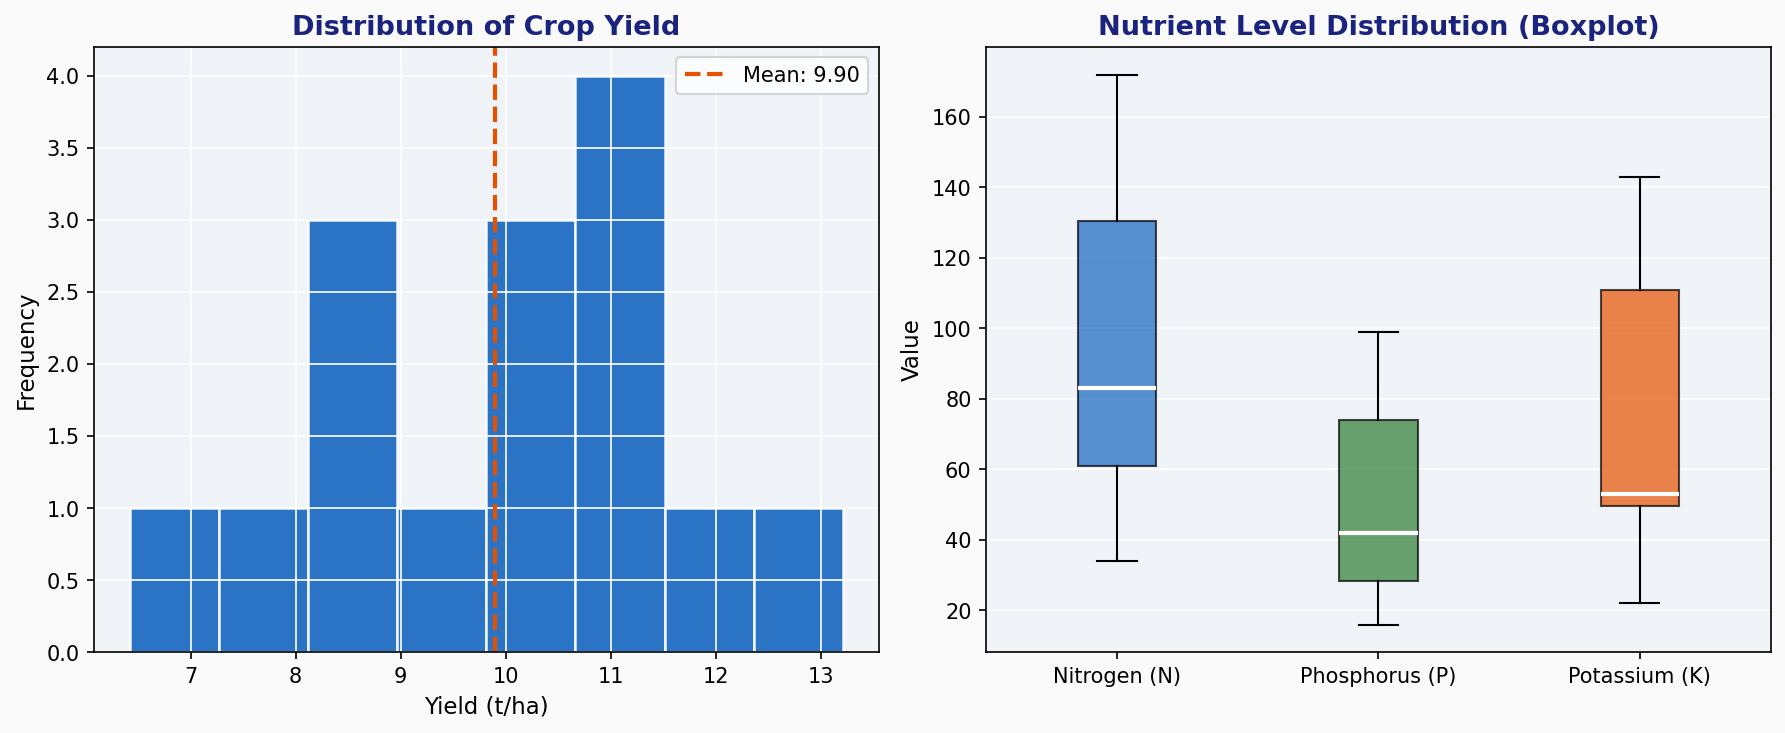 Distribution of Crop Yield
Mean: 9.90
Frequency
4.0
3.5
3.0
2.5
2.0
1.5
1.0
0.5
0.0
7 8 9 10 11 12 13
Yield (t/ha)
Nutrient Level Distribution (Boxplot)
Value
160
140
120
100
80
60
40
20
Nitrogen (N) Phosphorus (P) Potassium (K)